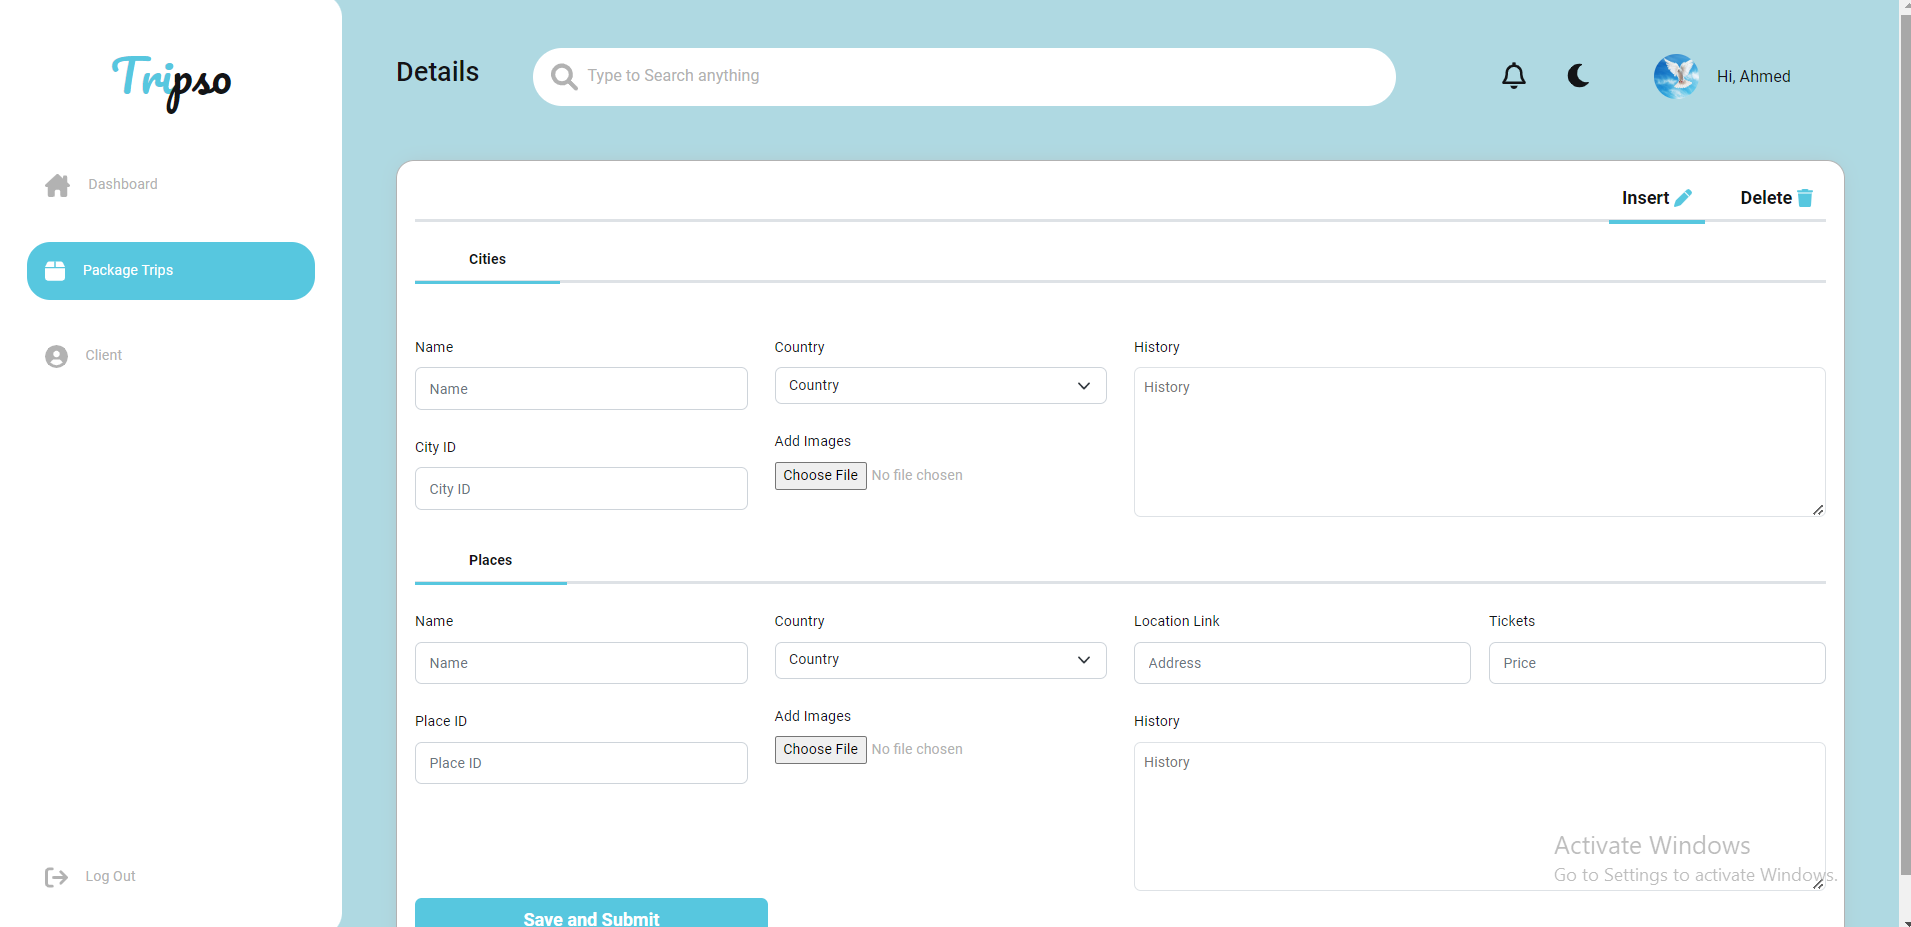 Tripso
Details
Type to Search anything
Hi, Ahmed
Dashboard
Package Trips
Client
Log Out
Insert
Delete
Cities
Name
Country
History
Name
Country
History
City ID
Add Images
City ID
Choose File No file chosen
Places
Name
Country
Location Link
Tickets
Name
Country
Address
Price
Place ID
Add Images
History
Place ID
Choose File No file chosen
History
Save and Submit
Activate Windows
Go to Settings to activate Windows.